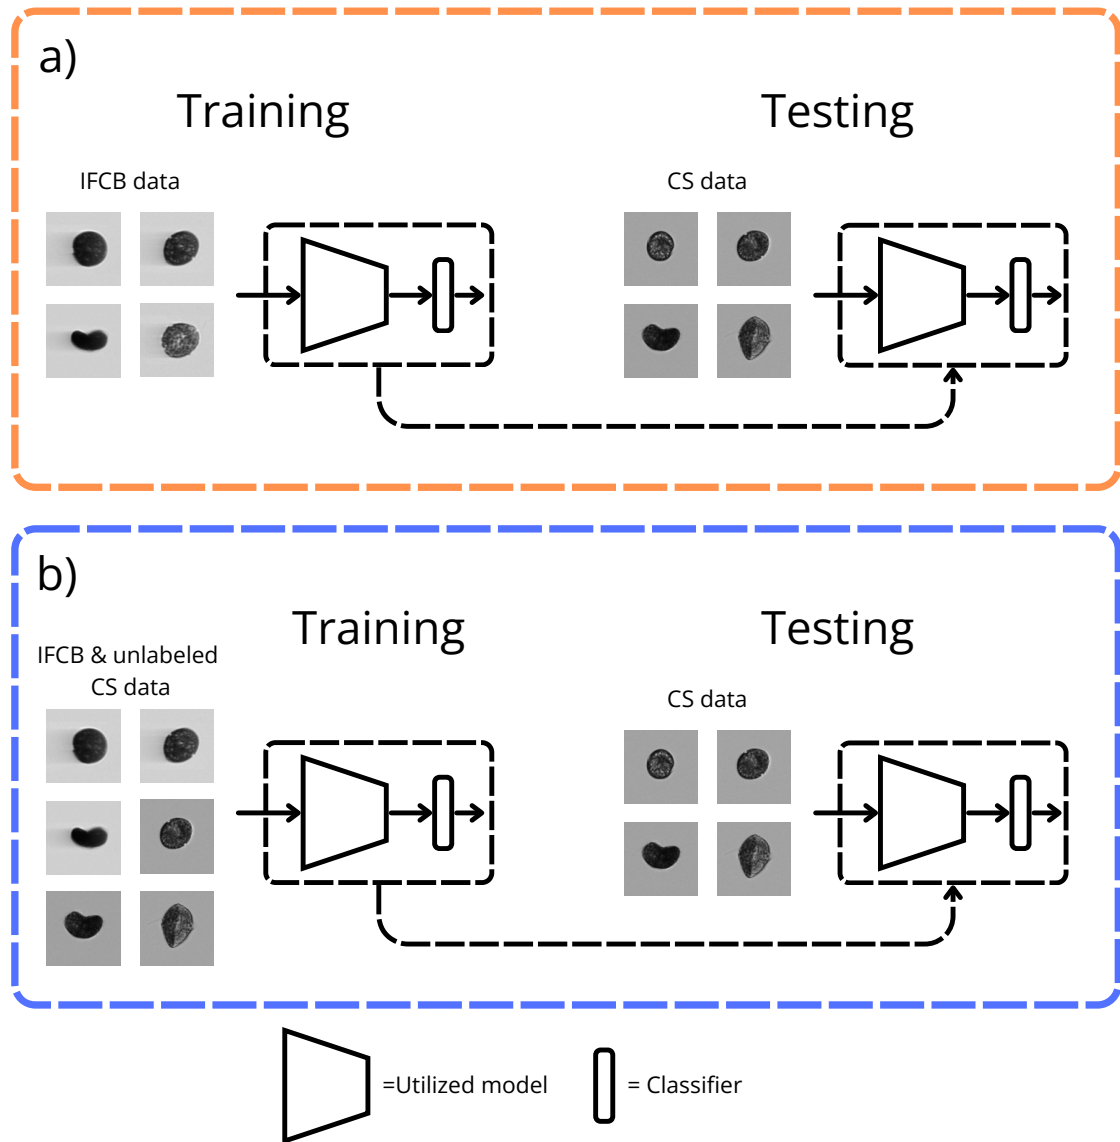 a)
Training
Testing
IFCB data
CS data
b)
Training
Testing
IFCB & unlabeled
CS data
CS data
=Utilized model
= Classifier